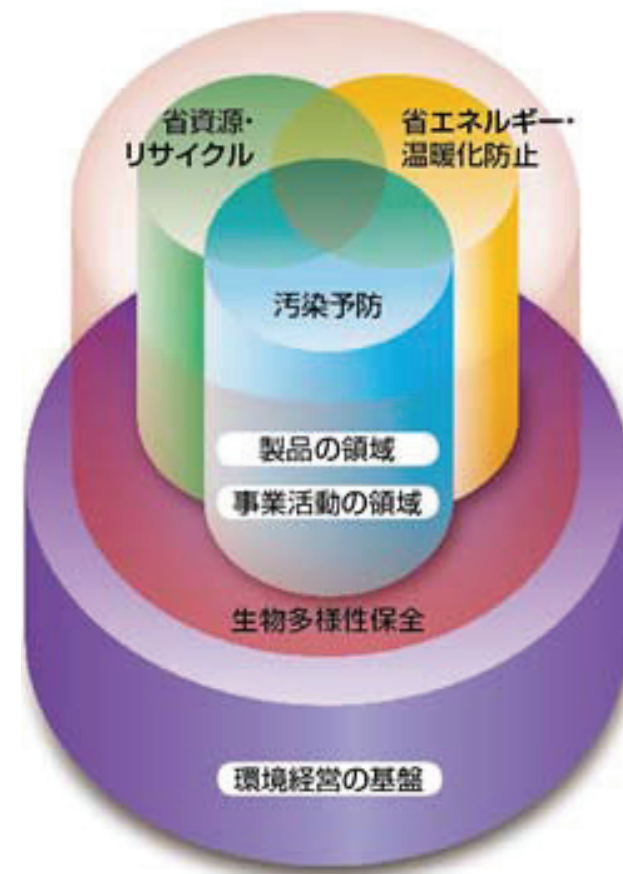 省資源・
リサイクル
省エネルギー・
温暖化防止
汚染予防
製品の領域
事業活動の領域
生物多様性保全
環境経営の基盤